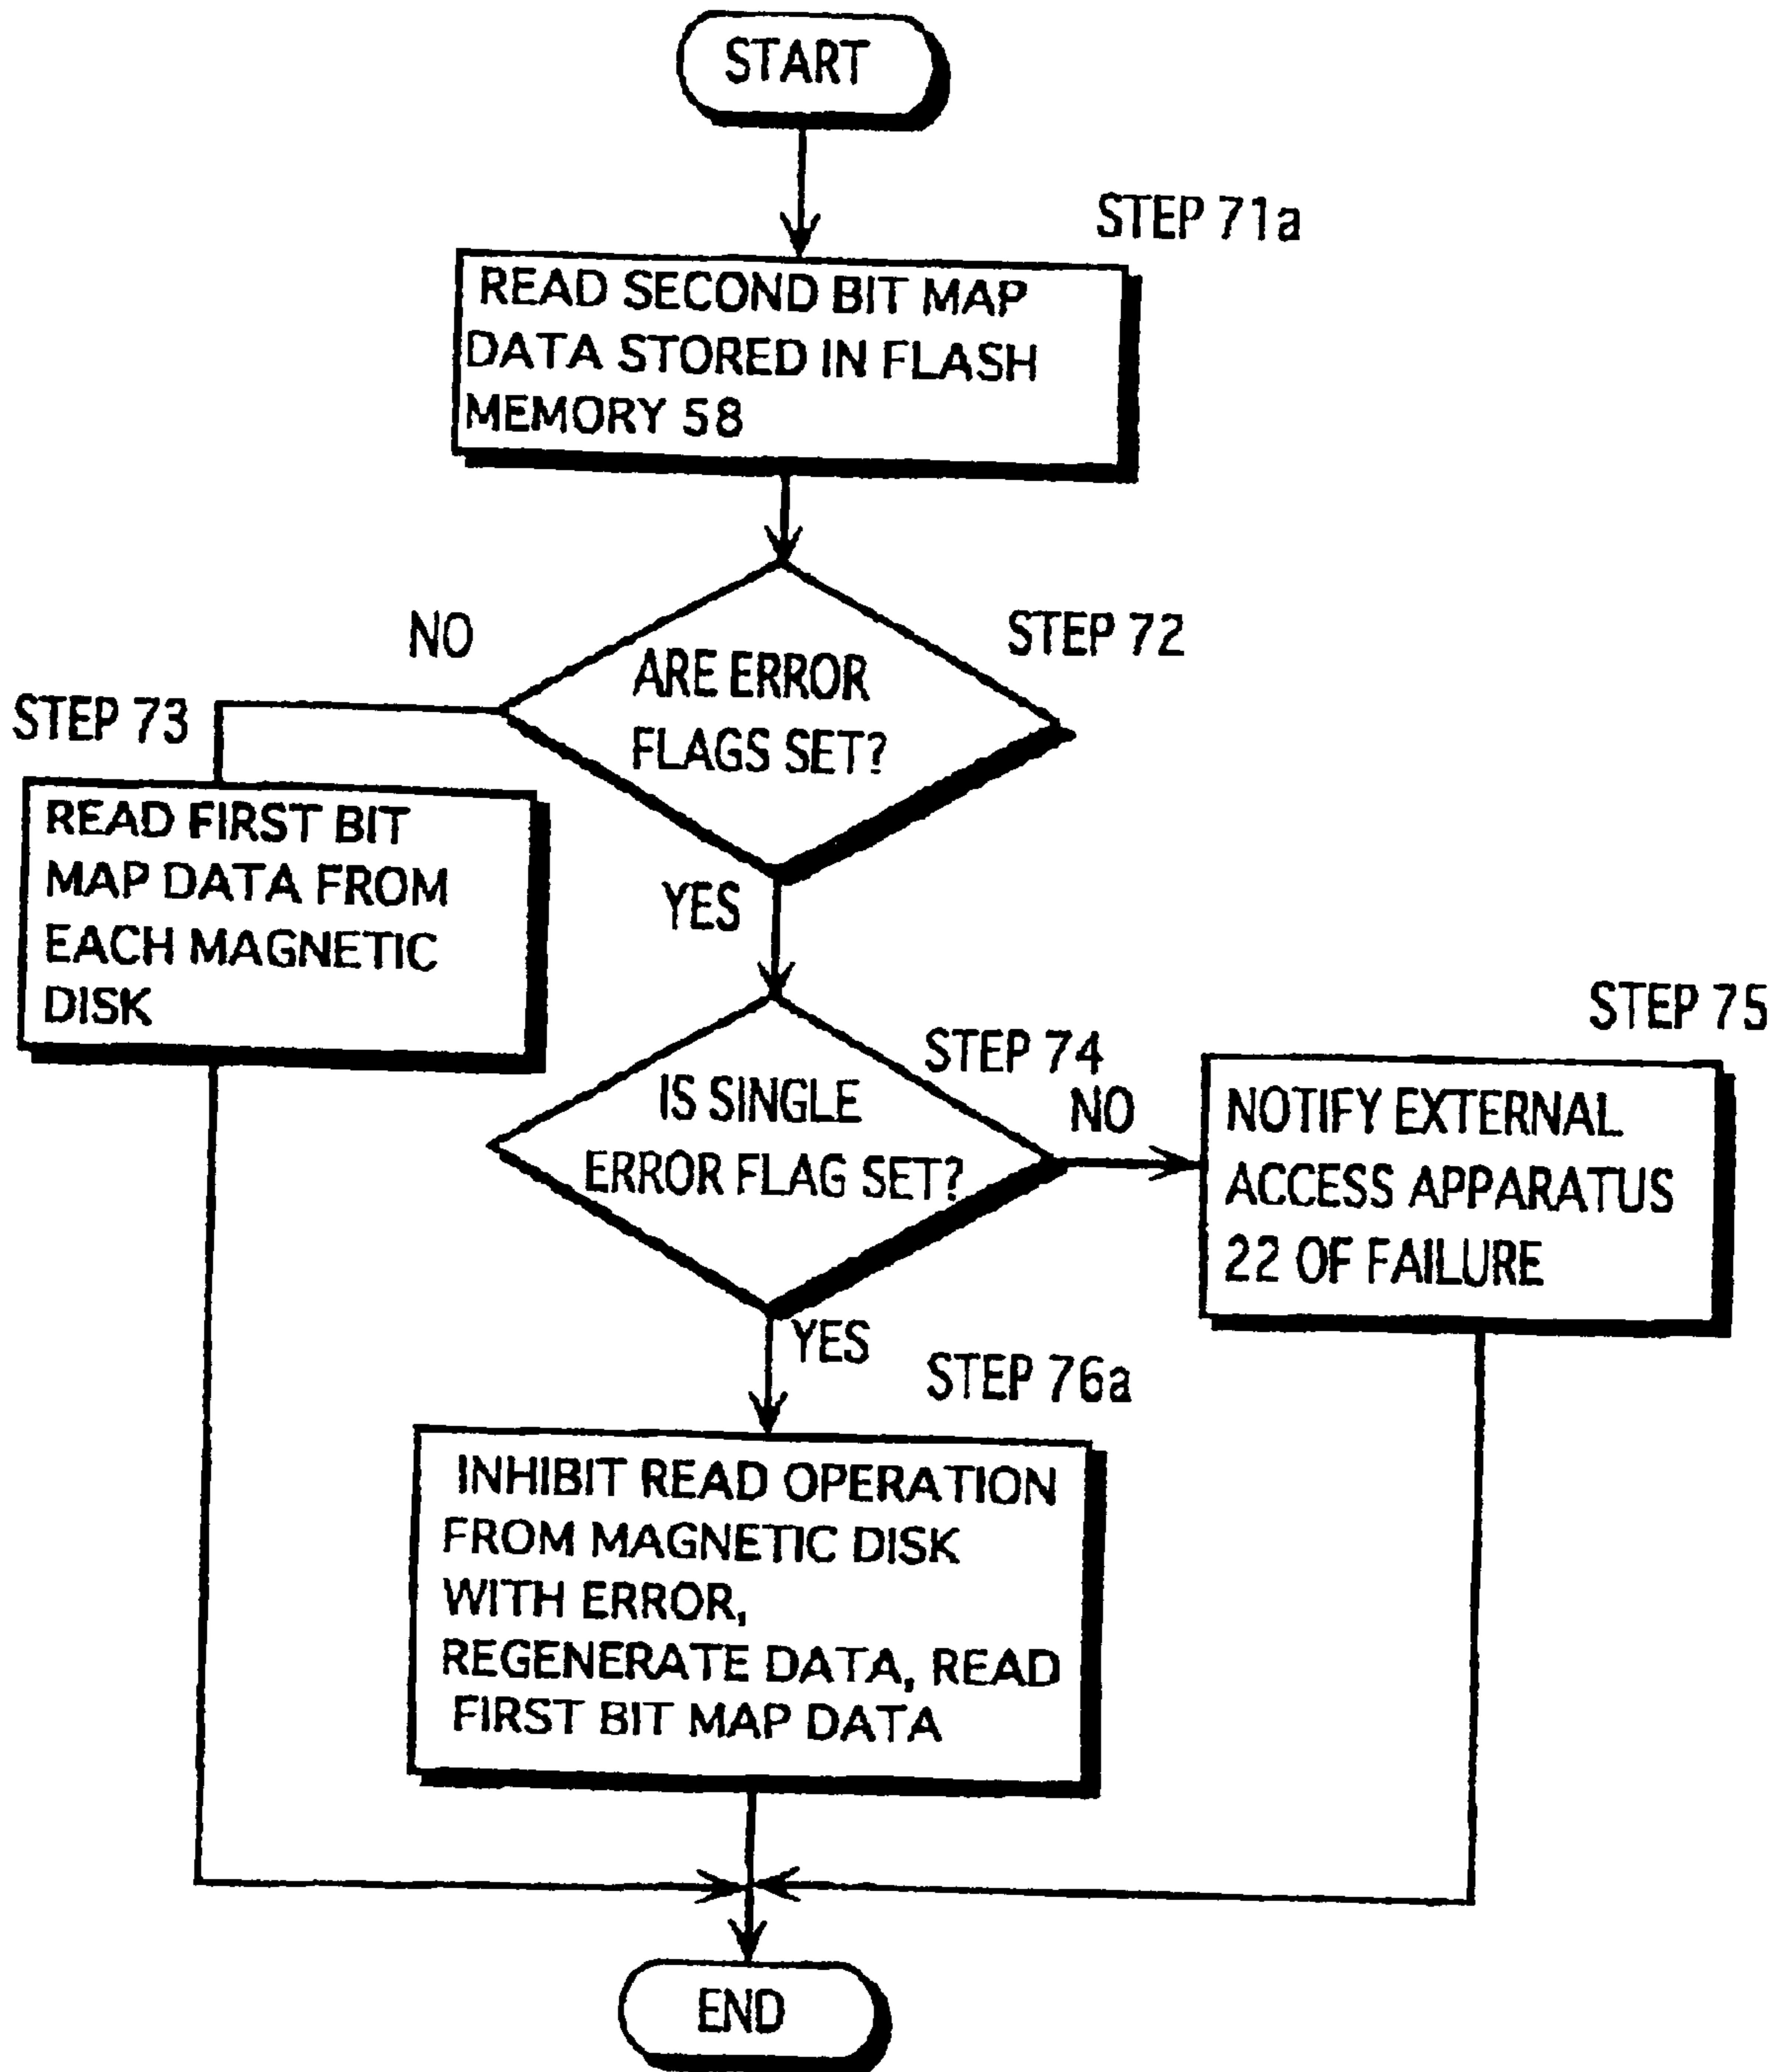 START
STEP 71a
READ SECOND BIT MAP
DATA STORED IN FLASH
MEMORY 58
NO
STEP 72
ARE ERROR
FLAGS SET?
STEP 73
READ FIRST BIT
MAP DATA FROM
EACH MAGNETIC
DISK
YES
STEP 74
IS SINGLE
ERROR FLAG SET?
NO
STEP 75
NOTIFY EXTERNAL
ACCESS APPARATUS
22 OF FAILURE
YES
STEP 76a
INHIBIT READ OPERATION
FROM MAGNETIC DISK
WITH ERROR,
REGENERATE DATA, READ
FIRST BIT MAP DATA
END